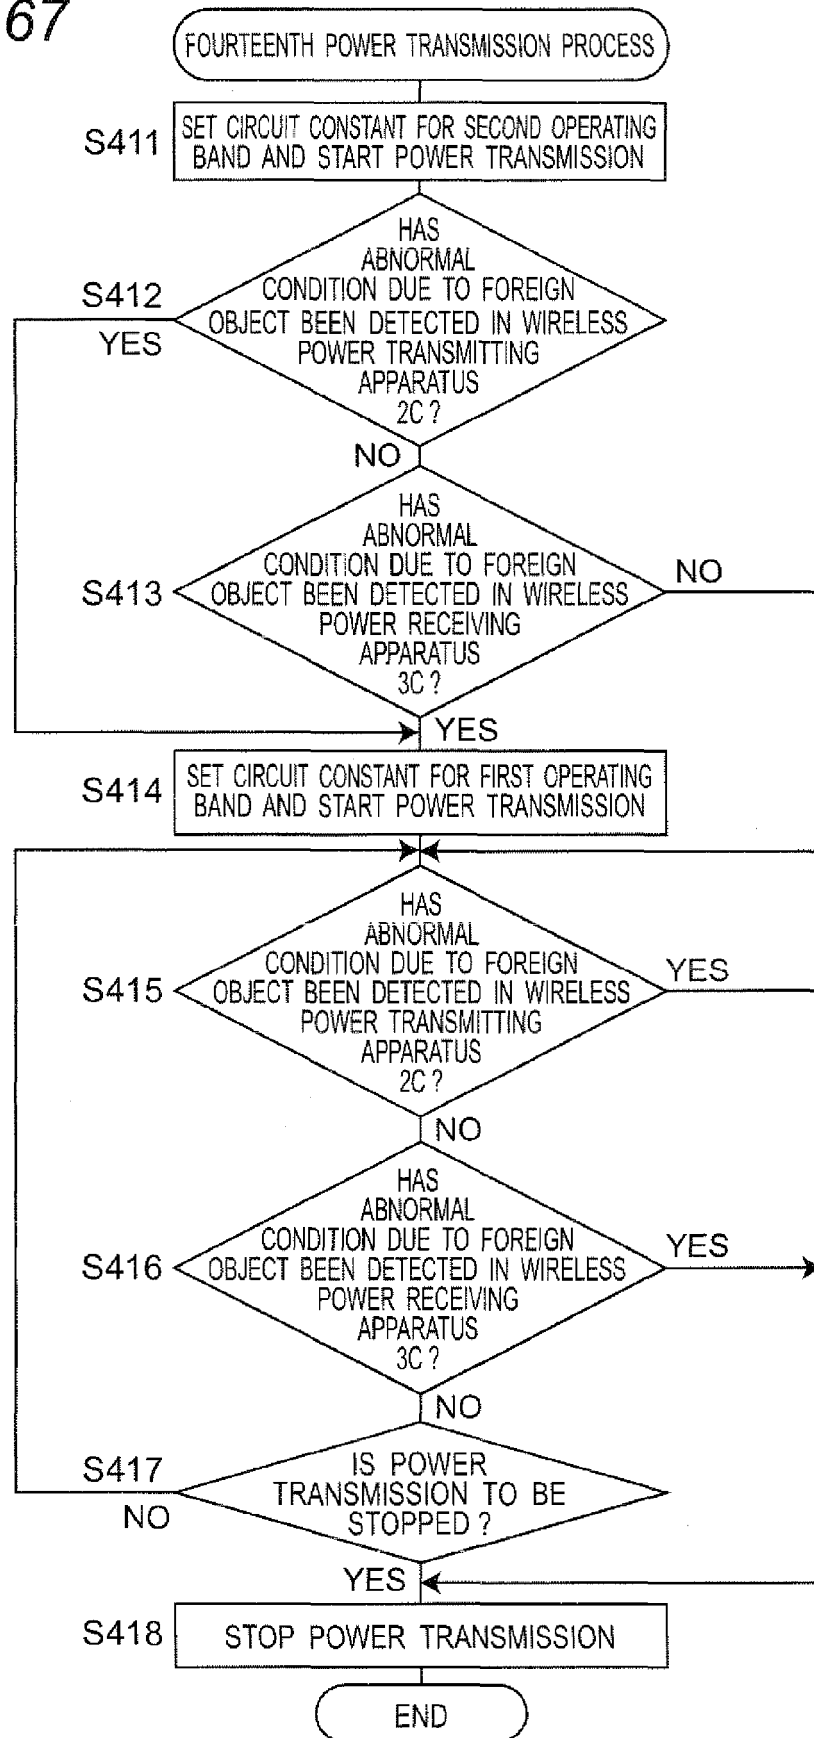 67
FOURTEENTH POWER TRANSMISSION PROCESS
S411
SET CIRCUIT CONSTANT FOR SECOND OPERATING
BAND AND START POWER TRANSMISSION
S412
YES
HAS
ABNORMAL
CONDITION DUE TO FOREIGN
OBJECT BEEN DETECTED IN WIRELESS
POWER TRANSMITTING
APPARATUS
2C ?
NO
S413
HAS
ABNORMAL
CONDITION DUE TO FOREIGN
OBJECT BEEN DETECTED IN WIRELESS
POWER RECEIVING
APPARATUS
3C ?
NO
YES
S414
SET CIRCUIT CONSTANT FOR FIRST OPERATING
BAND AND START POWER TRANSMISSION
S415
HAS
ABNORMAL
CONDITION DUE TO FOREIGN
OBJECT BEEN DETECTED IN WIRELESS
POWER TRANSMITTING
APPARATUS
2C ?
YES
NO
S416
HAS
ABNORMAL
CONDITION DUE TO FOREIGN
OBJECT BEEN DETECTED IN WIRELESS
POWER RECEIVING
APPARATUS
3C ?
YES
NO
S417
NO
IS POWER
TRANSMISSION TO BE
STOPPED ?
YES
S418
STOP POWER TRANSMISSION
END